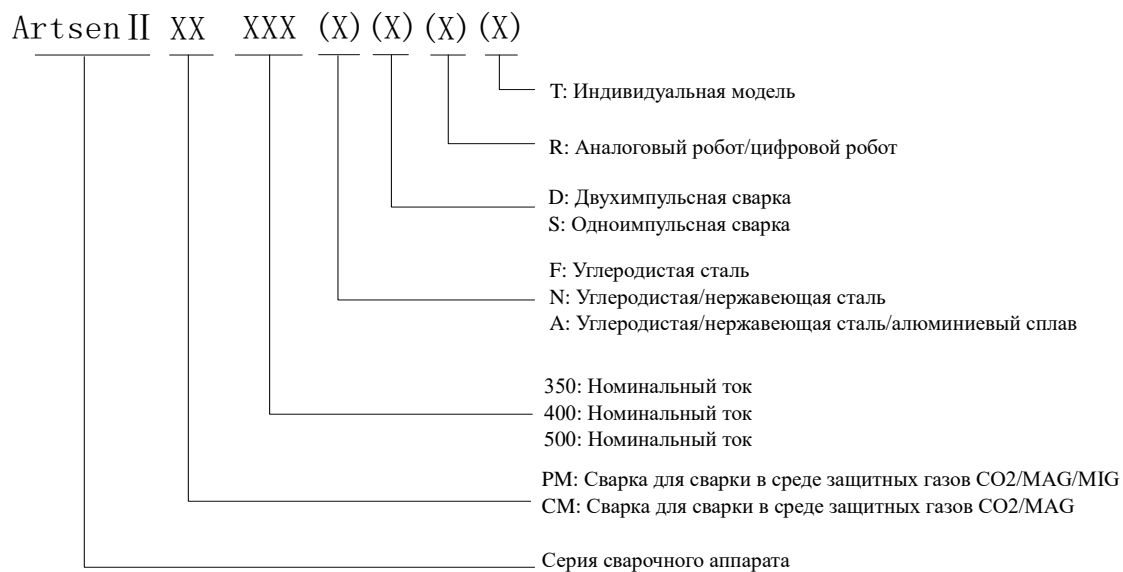 Artsen Ⅱ XX XXX (X) (X) (X) (X)
T: Индивидуальная модель
R: Аналоговый робот/цифровой робот
D: Двухимпульсная сварка
S: Одноимпульсная сварка
F: Углеродистая сталь
N: Углеродистая/нержавеющая сталь
A: Углеродистая/нержавеющая сталь/алюминиевый сплав
350: Номинальный ток
400: Номинальный ток
500: Номинальный ток
PM: Сварка для сварки в среде защитных газов CO2/MAG/MIG
CM: Сварка для сварки в среде защитных газов CO2/MAG
Серия сварочного аппарата